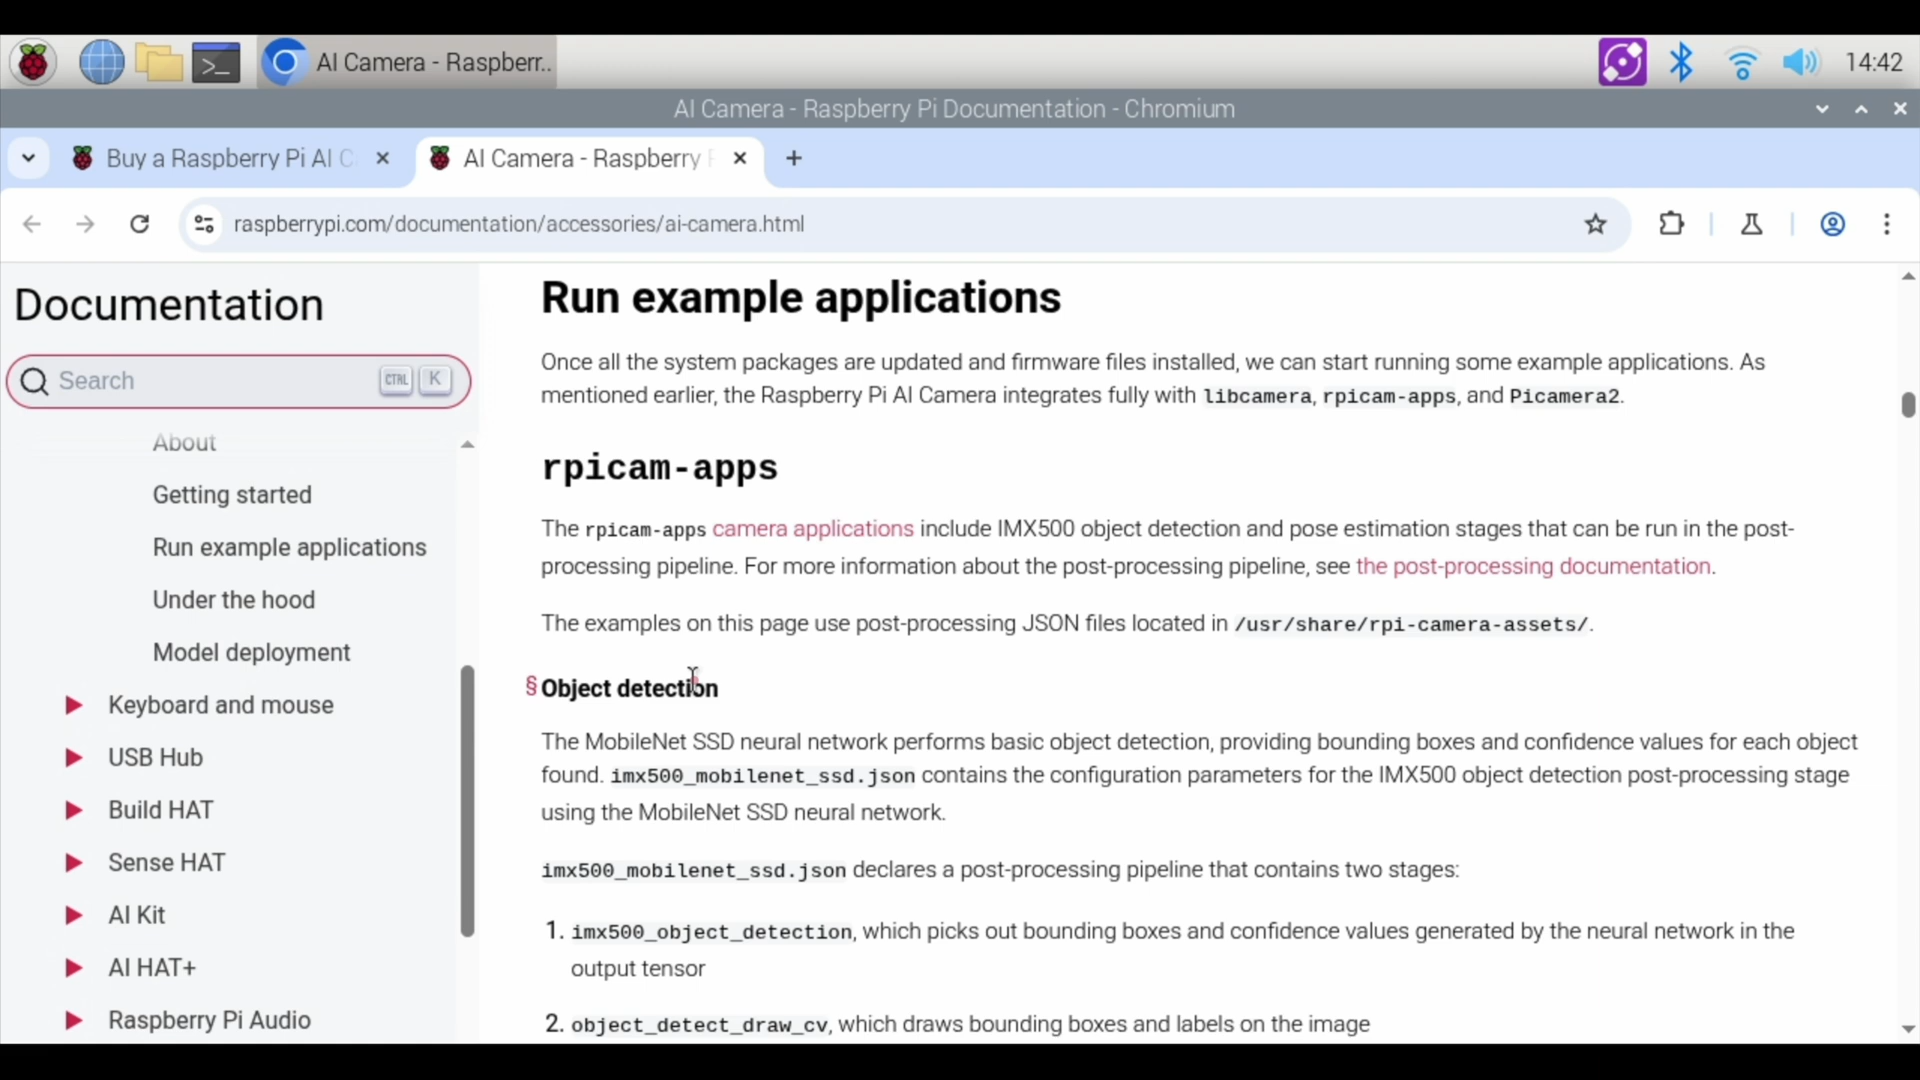 AI Camera - Raspberr..
14:42
AI Camera - Raspberry Pi Documentation - Chromium
Buy a Raspberry Pi AI C
AI Camera - Raspberry
raspberrypi.com/documentation/accessories/ai-camera.html
Documentation
Search
CTRL K
About
Getting started
Run example applications
Under the hood
Model deployment
Keyboard and mouse
USB Hub
Build HAT
Sense HAT
AI Kit
AI HAT+
Raspberry Pi Audio
Run example applications
Once all the system packages are updated and firmware files installed, we can start running some example applications. As
mentioned earlier, the Raspberry Pi AI Camera integrates fully with libcamera, rpicam-apps, and Picamera2.
rpicam-apps
The rpicam-apps camera applications include IMX500 object detection and pose estimation stages that can be run in the post-
processing pipeline. For more information about the post-processing pipeline, see the post-processing documentation.
The examples on this page use post-processing JSON files located in /usr/share/rpi-camera-assets/.
§ Object detection
The MobileNet SSD neural network performs basic object detection, providing bounding boxes and confidence values for each object
found. imx500_mobilenet_ssd.json contains the configuration parameters for the IMX500 object detection post-processing stage
using the MobileNet SSD neural network.
imx500_mobilenet_ssd.json declares a post-processing pipeline that contains two stages:
1. imx500_object_detection, which picks out bounding boxes and confidence values generated by the neural network in the
output tensor
2. object_detect_draw_cv, which draws bounding boxes and labels on the image